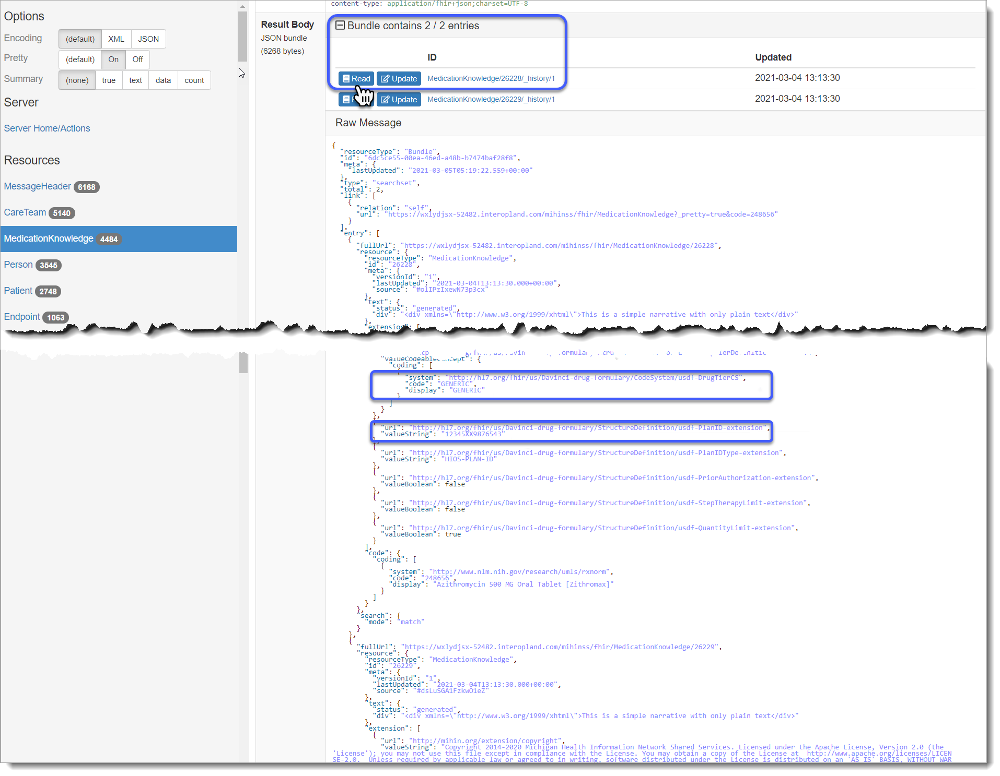 Options
Encoding (default) XML JSON
Pretty (default) On Off
Summary (none) true text data count
Server
Server Home/Actions
Resources
MessageHeader 6168
CareTeam 5140
MedicationKnowledge 4484
Person 3545
Patient 2748
Endpoint 1063
content-type: application/fhir+json;charset=UTF-8
Result Body
JSON bundle
(6268 bytes)
Bundle contains 2 / 2 entries
ID Updated
Read Update MedicationKnowledge/26228/_history/1 2021-03-04 13:13:30
Update MedicationKnowledge/26229/_history/1 2021-03-04 13:13:30
Raw Message
{
"resourceType": "Bundle",
"id": "6dc5ce55-00ea-46ed-a48b-b7474baf28f8",
"meta": {
"lastUpdated": "2021-03-05T05:19:22.559+00:00"
},
"type": "searchset",
"total": 2,
"link": [
{
"relation": "self",
"url": "https://wxlydjsx-52482.interopland.com/mihinss/fhir/MedicationKnowledge?_pretty=true&code=248656"
}
],
"entry": [
{
"fullUrl": "https://wxlydjsx-52482.interopland.com/mihinss/fhir/MedicationKnowledge/26228",
"resource": {
"resourceType": "MedicationKnowledge",
"id": "26228",
"meta": {
"versionId": "1",
"lastUpdated": "2021-03-04T13:13:30.000+00:00",
"source": "#olIPzIxewN73p3cx"
},
"text": {
"status": "generated",
"div": "<div xmlns=\"http://www.w3.org/1999/xhtml\">This is a simple narrative with only plain text</div>"
},
"extension": [
"valueCodeableConcept": {
"coding": [
{
"system": "http://hl7.org/fhir/us/Davinci-drug-formulary/CodeSystem/usdf-DrugTierCS",
"code": "GENERIC",
"display": "GENERIC"
}
]
}
},
{
"url": "http://hl7.org/fhir/us/Davinci-drug-formulary/StructureDefinition/usdf-PlanID-extension",
"valueString": "12345XX9876543"
},
{
"url": "http://hl7.org/fhir/us/Davinci-drug-formulary/StructureDefinition/usdf-PlanIDType-extension",
"valueString": "HIOS-PLAN-ID"
},
{
"url": "http://hl7.org/fhir/us/Davinci-drug-formulary/StructureDefinition/usdf-PriorAuthorization-extension",
"valueBoolean": false
},
{
"url": "http://hl7.org/fhir/us/Davinci-drug-formulary/StructureDefinition/usdf-StepTherapyLimit-extension",
"valueBoolean": false
},
{
"url": "http://hl7.org/fhir/us/Davinci-drug-formulary/StructureDefinition/usdf-QuantityLimit-extension",
"valueBoolean": true
}
],
"code": {
"coding": [
{
"system": "http://www.nlm.nih.gov/research/umls/rxnorm",
"code": "248656",
"display": "Azithromycin 500 MG Oral Tablet [Zithromax]"
}
]
}
},
"search": {
"mode": "match"
}
},
{
"fullUrl": "https://wxlydjsx-52482.interopland.com/mihinss/fhir/MedicationKnowledge/26229",
"resource": {
"resourceType": "MedicationKnowledge",
"id": "26229",
"meta": {
"versionId": "1",
"lastUpdated": "2021-03-04T13:13:30.000+00:00",
"source": "#dsLuSGA1FzkwO1eZ"
},
"text": {
"status": "generated",
"div": "<div xmlns=\"http://www.w3.org/1999/xhtml\">This is a simple narrative with only plain text</div>"
},
"extension": [
{
"url": "http://mihin.org/extension/copyright",
"valueString": "Copyright 2014-2020 Michigan Health Information Network Shared Services. Licensed under the Apache License, Version 2.0 (the
'License'); you may not use this file except in compliance with the License. You may obtain a copy of the License at http://www.apache.org/licenses/LICEN
SE-2.0. Unless required by applicable law or agreed to in writing, software distributed under the License is distributed on an 'AS IS' BASIS, WITHOUT WAR